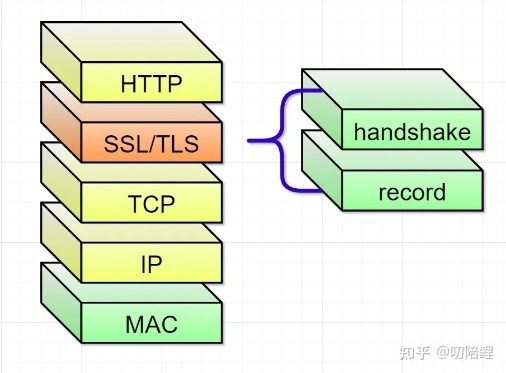 HTTP
SSL/TLS
TCP
IP
MAC
handshake
record
知乎 @叨陪鲤